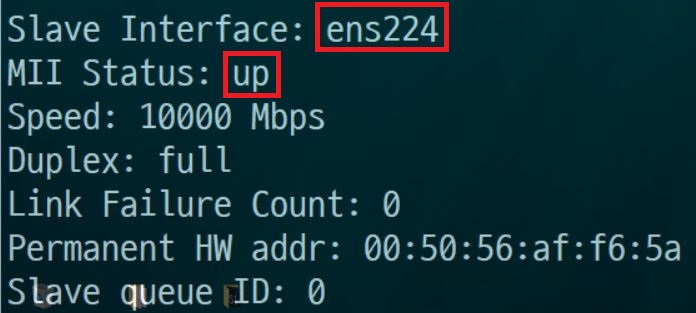 Slave Interface: ens224
MII Status: up
Speed: 10000 Mbps
Duplex: full
Link Failure Count: 0
Permanent HW addr: 00:50:56:af:f6:5a
Slave queue ID: 0